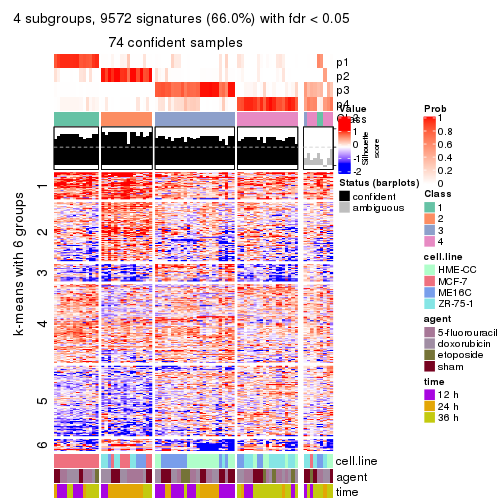 4 subgroups, 9572 signatures (66.0%) with fdr < 0.05
74 confident samples
p1
p2
p3
p4
Class
1
2
3
4
5
6
k-means with 6 groups
cell.line
agent
time
Value
2
1
0
-1
-2
Silhouette
score
Status (barplots)
confident
ambiguous
Prob
1
0.8
0.6
0.4
0.2
0
Class
1
2
3
4
cell.line
HME-CC
MCF-7
ME16C
ZR-75-1
agent
5-fluorouracil
doxorubicin
etoposide
sham
time
12 h
24 h
36 h